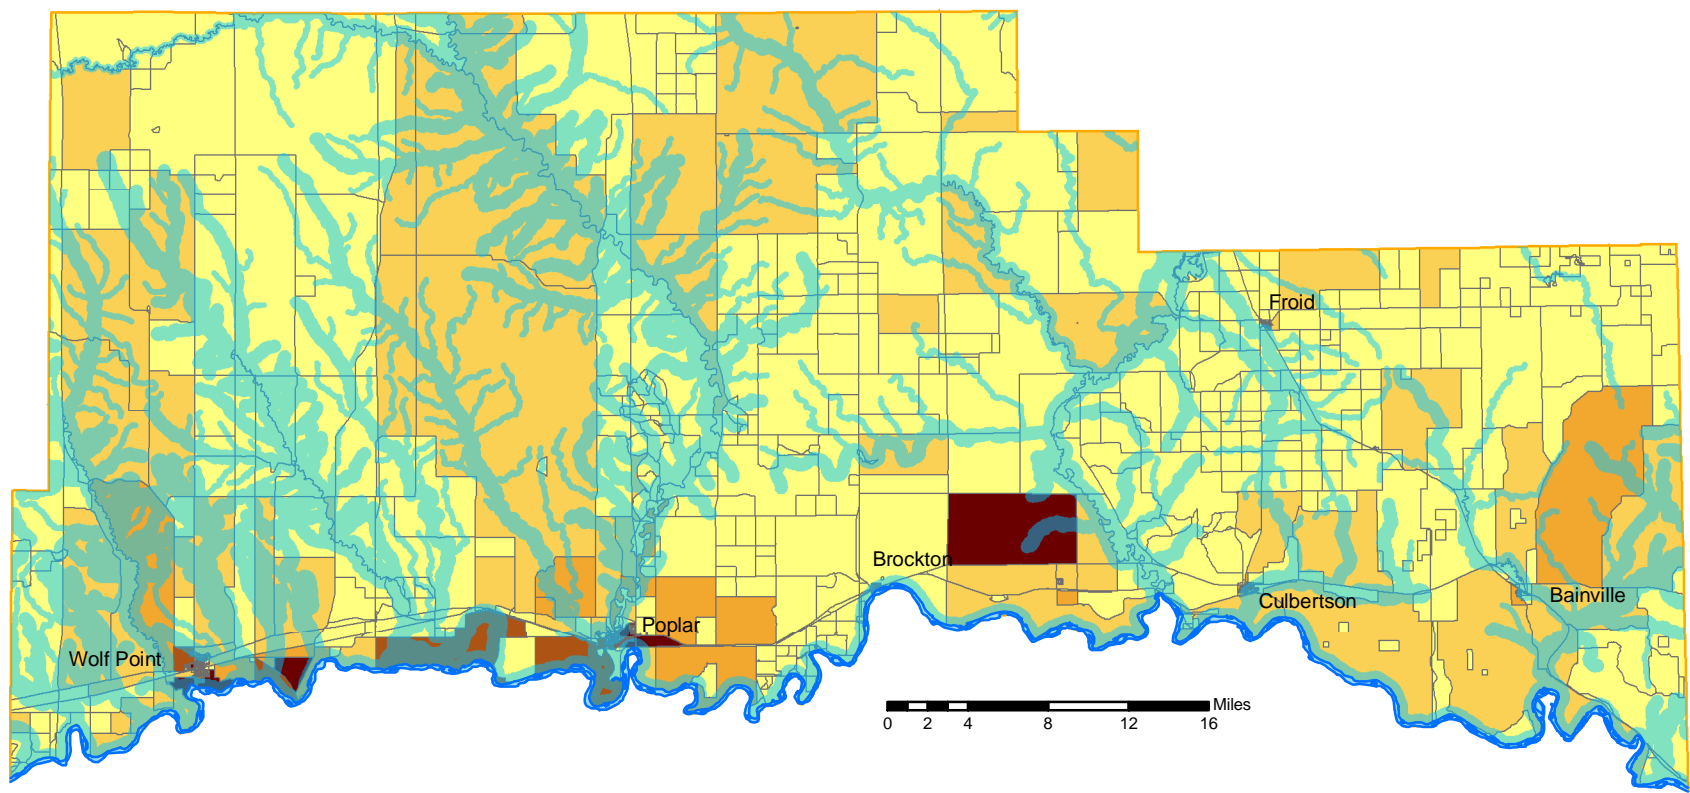 Froid
Brockton
Bainville
Culbertson
Poplar
Wolf Point
Miles
0 2 4 8 12 16